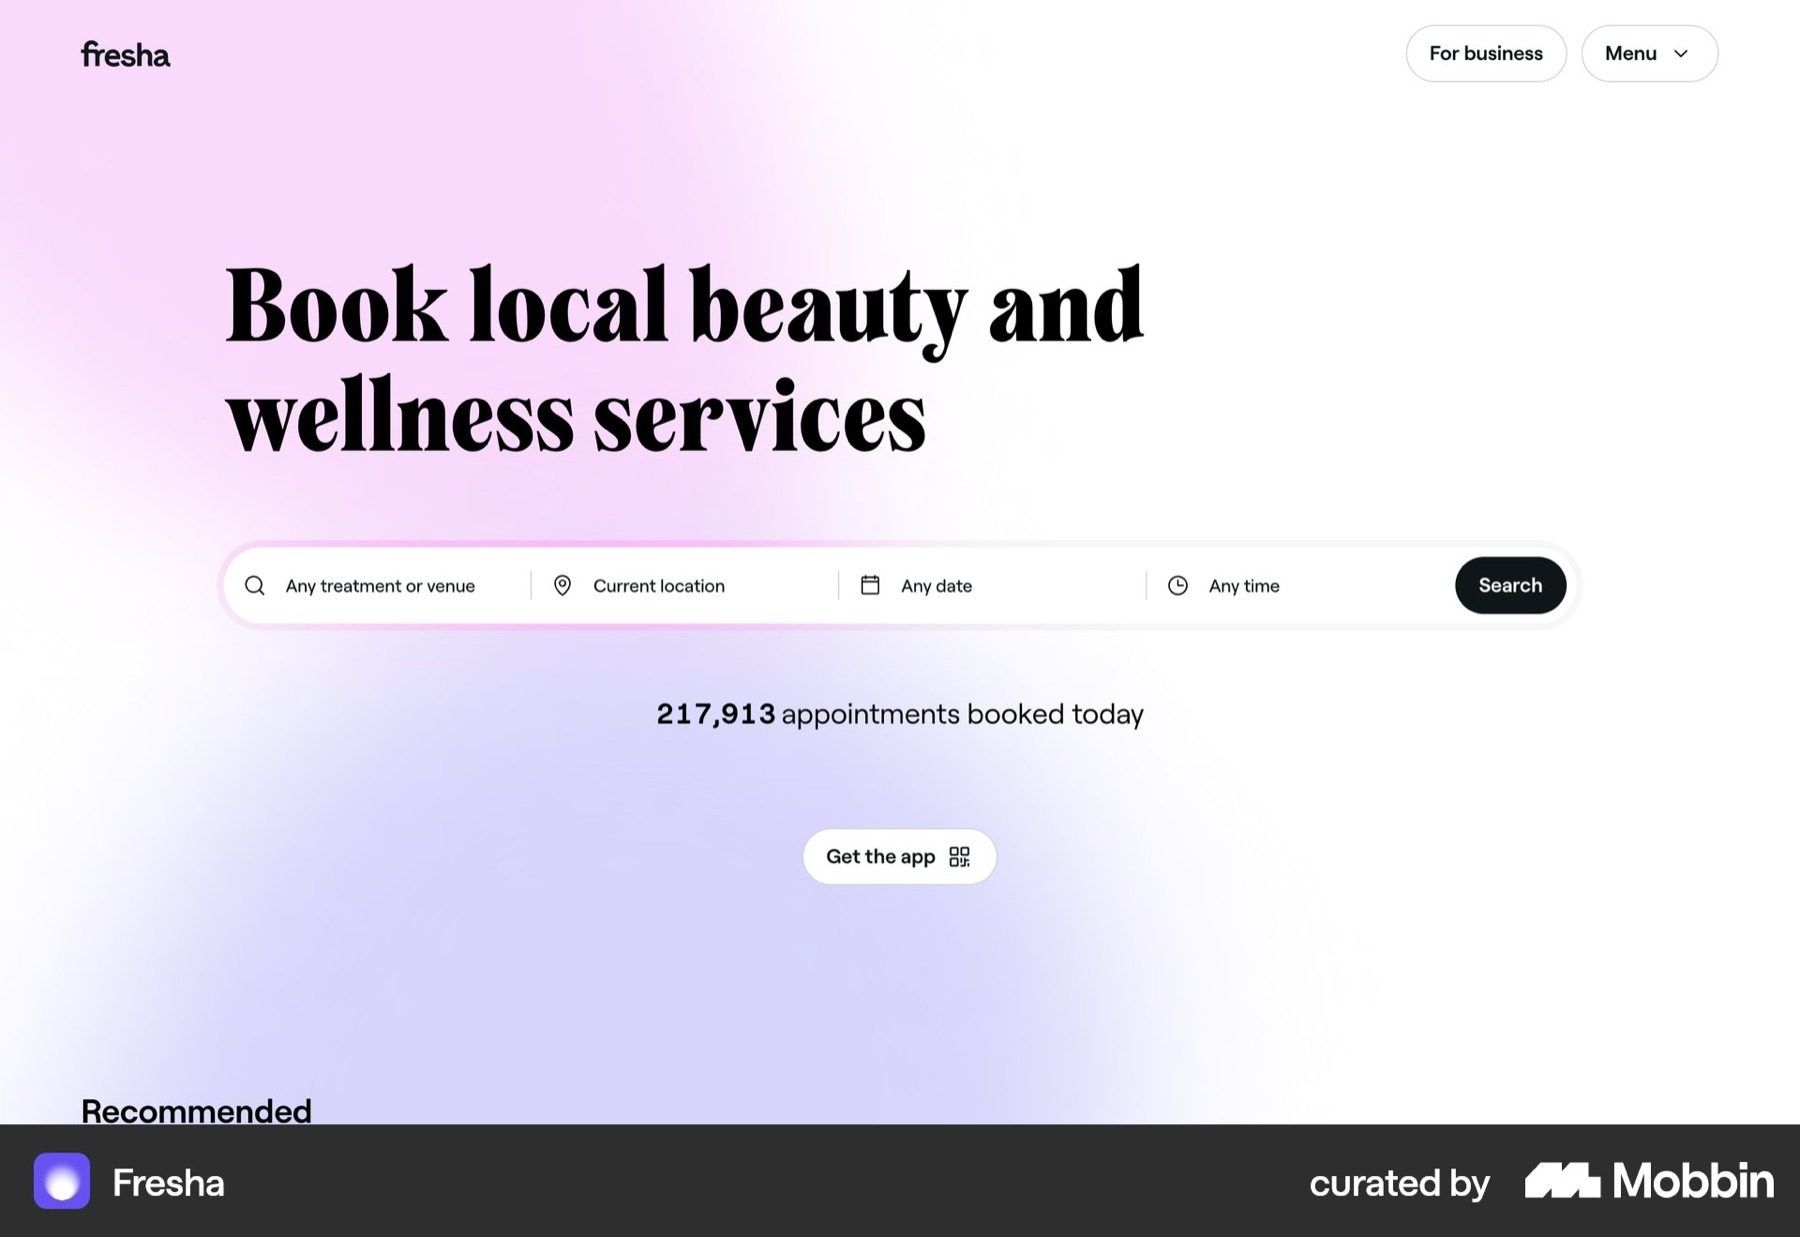 fresha
For business
Menu
Book local beauty and
wellness services
Any treatment or venue
Current location
Any date
Any time
Search
217,913 appointments booked today
Get the app
Recommended
Fresha
curated by Mobbin